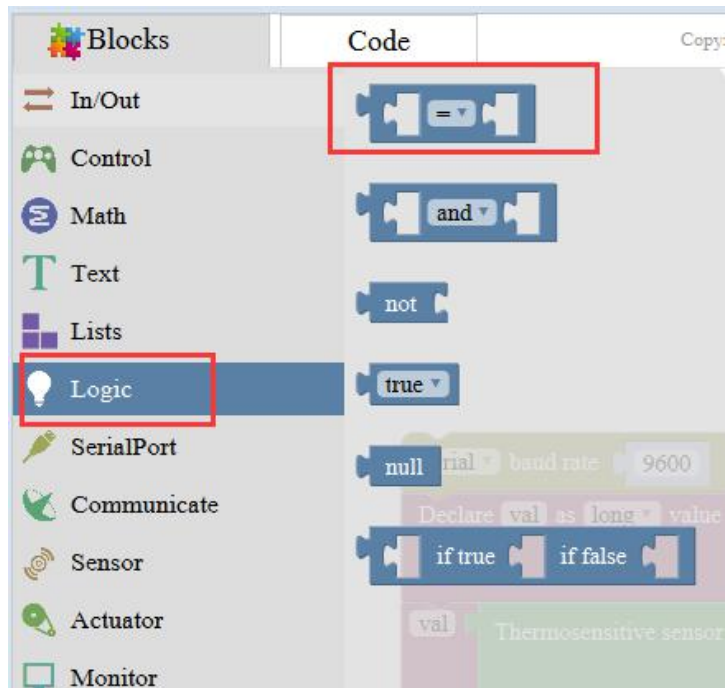 Blocks
Code
Copy
In/Out
Control
Math
Text
Lists
Logic
SerialPort
Communicate
Sensor
Actuator
Monitor
=
and
not
true
null
if true if false
rial baud rate 9600
Declare val as long value
val Thermosensitive sensor